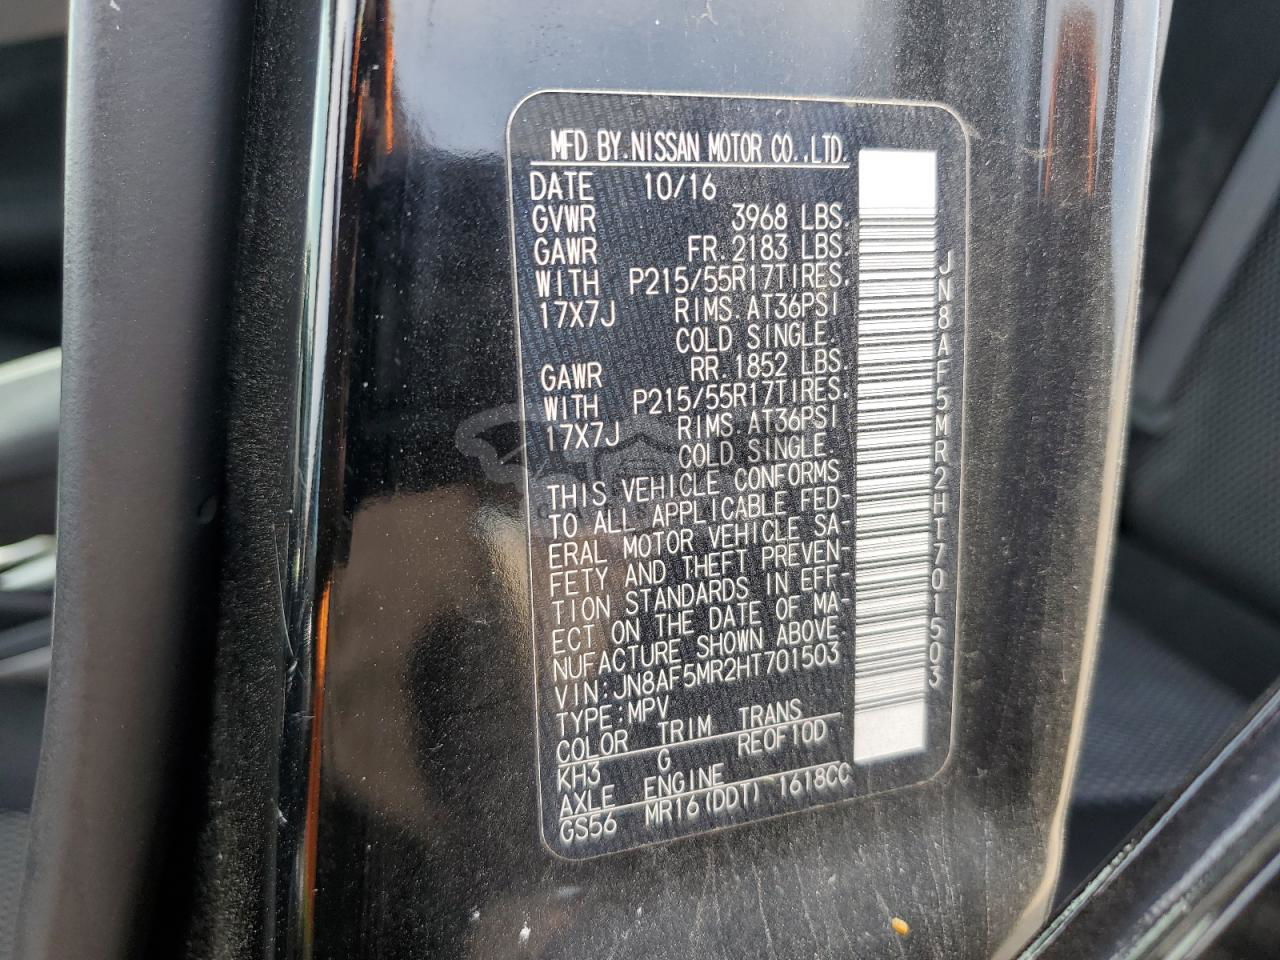 MFD BY.NISSAN MOTOR CO.,LTD.
DATE 10/16
GVWR 3968 LBS.
GAWR FR.2183 LBS.
WITH P215/55R17TIRES.
17X7J RIMS.AT36PSI
COLD SINGLE.
GAWR RR.1852 LBS.
WITH P215/55R17TIRES.
17X7J RIMS.AT36PSI
COLD SINGLE.
THIS VEHICLE CONFORMS
TO ALL APPLICABLE FED-
ERAL MOTOR VEHICLE SA-
FETY AND THEFT PREVEN-
TION STANDARDS IN EFF-
ECT ON THE DATE OF MA-
NUFACTURE SHOWN ABOVE.
VIN:JN8AF5MR2HT701503
TYPE:MPV
COLOR TRIM TRANS
KH3 G RE0F10D
AXLE ENGINE
GS56 MR16(DDT) 1618CC
JN8AF5MR2HT701503